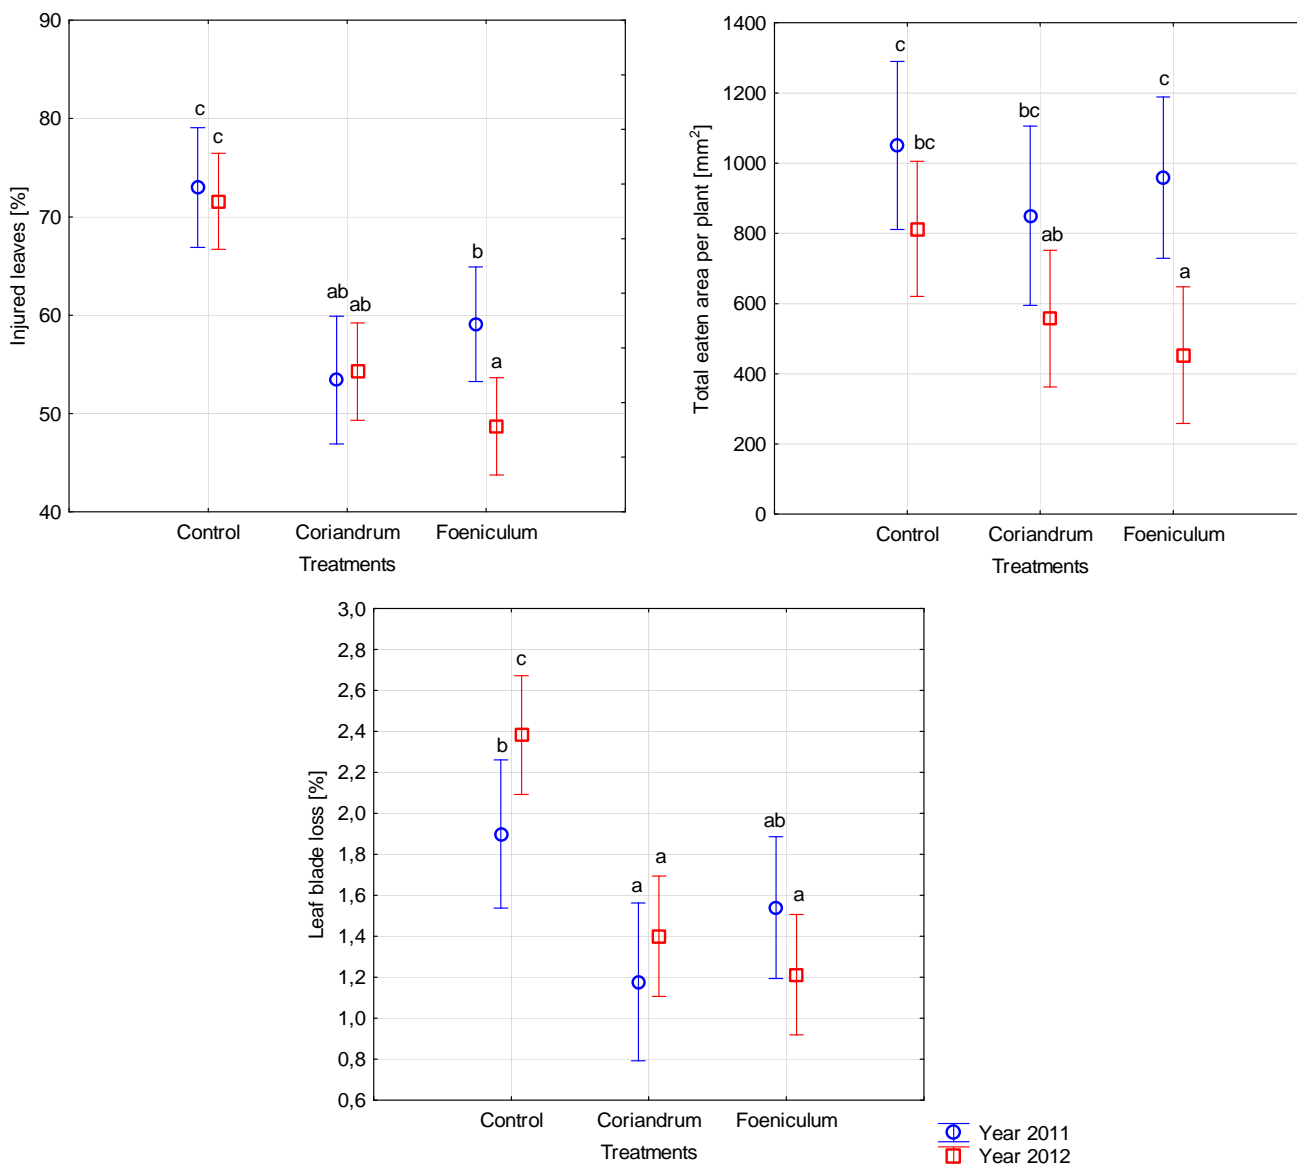 Injured leaves [%]
90
80
70
60
50
40
c
c
ab
ab
b
a
Control
Coriandrum
Foeniculum
Treatments
Total eaten area per plant [mm²]
1400
1200
1000
800
600
400
200
0
c
bc
bc
ab
c
a
Control
Coriandrum
Foeniculum
Treatments
Leaf blade loss [%]
3,0
2,8
2,6
2,4
2,2
2,0
1,8
1,6
1,4
1,2
1,0
0,8
0,6
b
c
a
a
ab
a
Control
Coriandrum
Foeniculum
Treatments
Year 2011
Year 2012